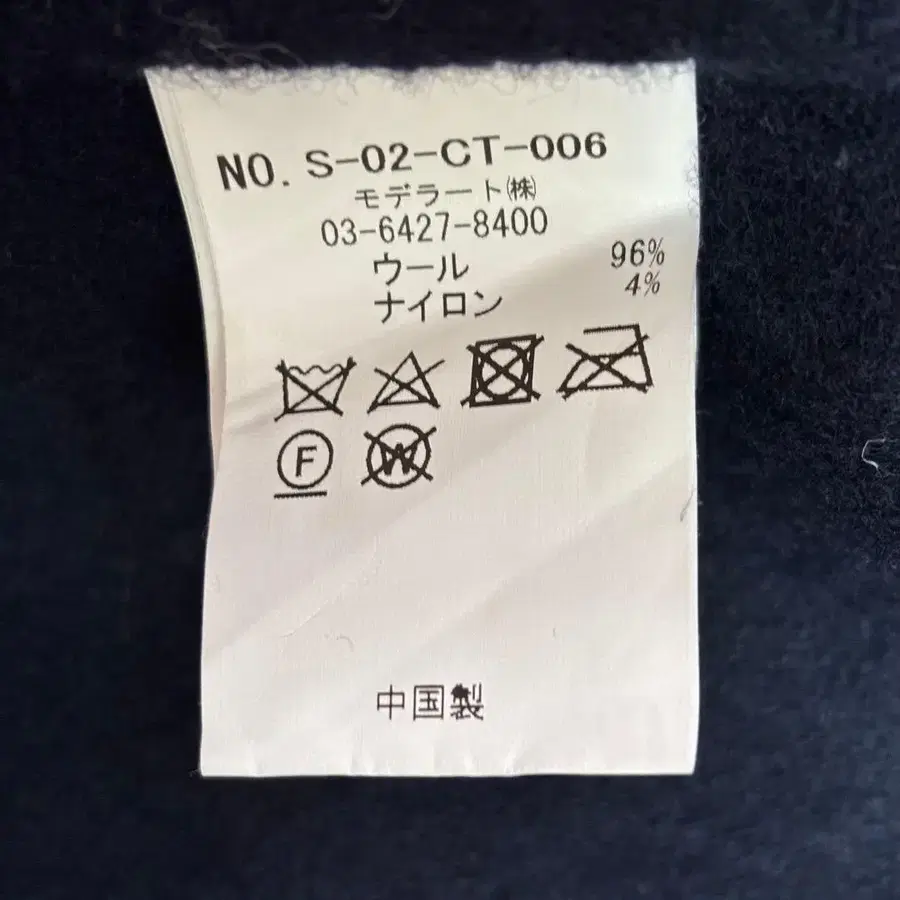 NO. S-02-CT-006
モデラート㈱
03-6427-8400
ウール 96%
ナイロン 4%
F W
中国製